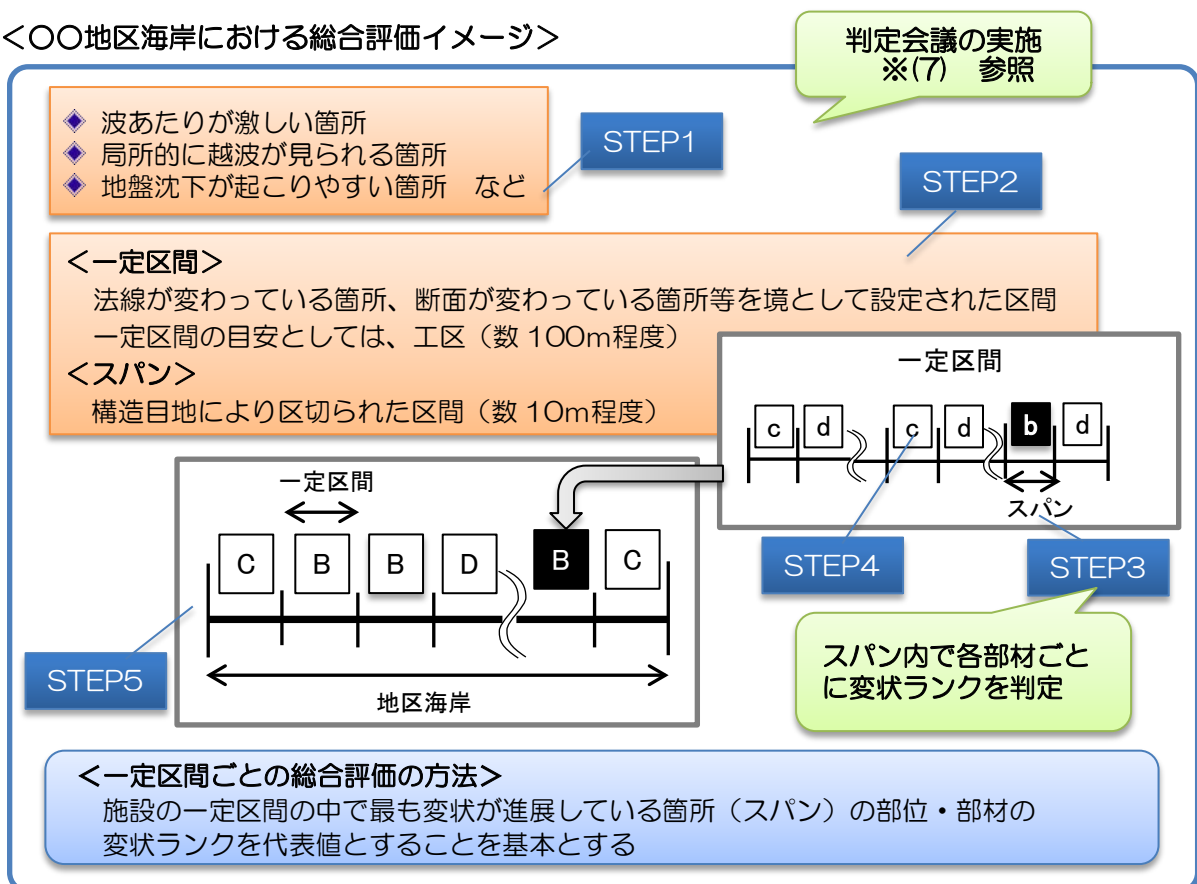 ＜〇〇地区海岸における総合評価イメージ＞
判定会議の実施
※(7)　参照
◆ 波あたりが激しい箇所
◆ 局所的に越波が見られる箇所
◆ 地盤沈下が起こりやすい箇所　など
STEP1
STEP2
＜一定区間＞
法線が変わっている箇所、断面が変わっている箇所等を境として設定された区間
一定区間の目安としては、工区（数 100m程度）
＜スパン＞
構造目地により区切られた区間（数 10m程度）
一定区間
c d c d b d
スパン
STEP4
STEP3
一定区間
C B B D B C
地区海岸
STEP5
スパン内で各部材ごと
に変状ランクを判定
＜一定区間ごとの総合評価の方法＞
施設の一定区間の中で最も変状が進展している箇所（スパン）の部位・部材の
変状ランクを代表値とすることを基本とする